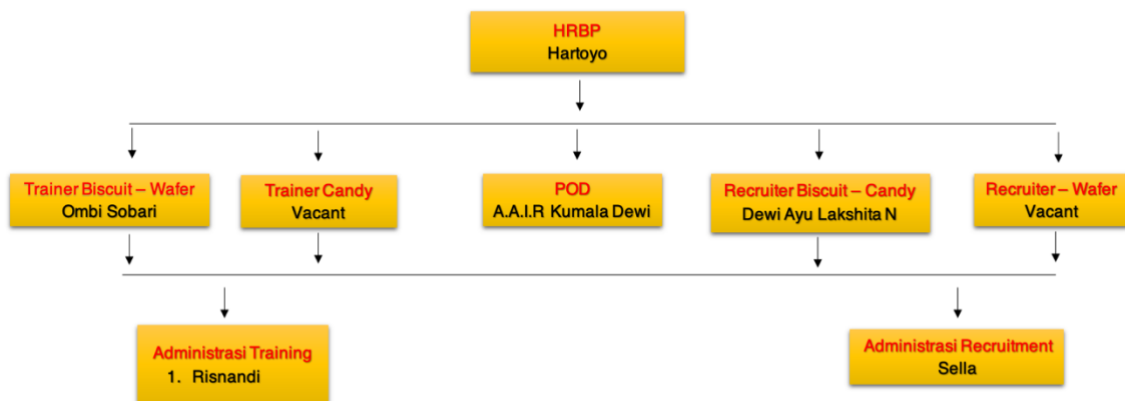 HRBP
Hartoyo
Trainer Biscuit – Wafer
Ombi Sobari
Trainer Candy
Vacant
POD
A.A.I.R Kumala Dewi
Recruiter Biscuit – Candy
Dewi Ayu Lakshita N
Recruiter – Wafer
Vacant
Administrasi Training
1. Risnandi
Administrasi Recruitment
Sella